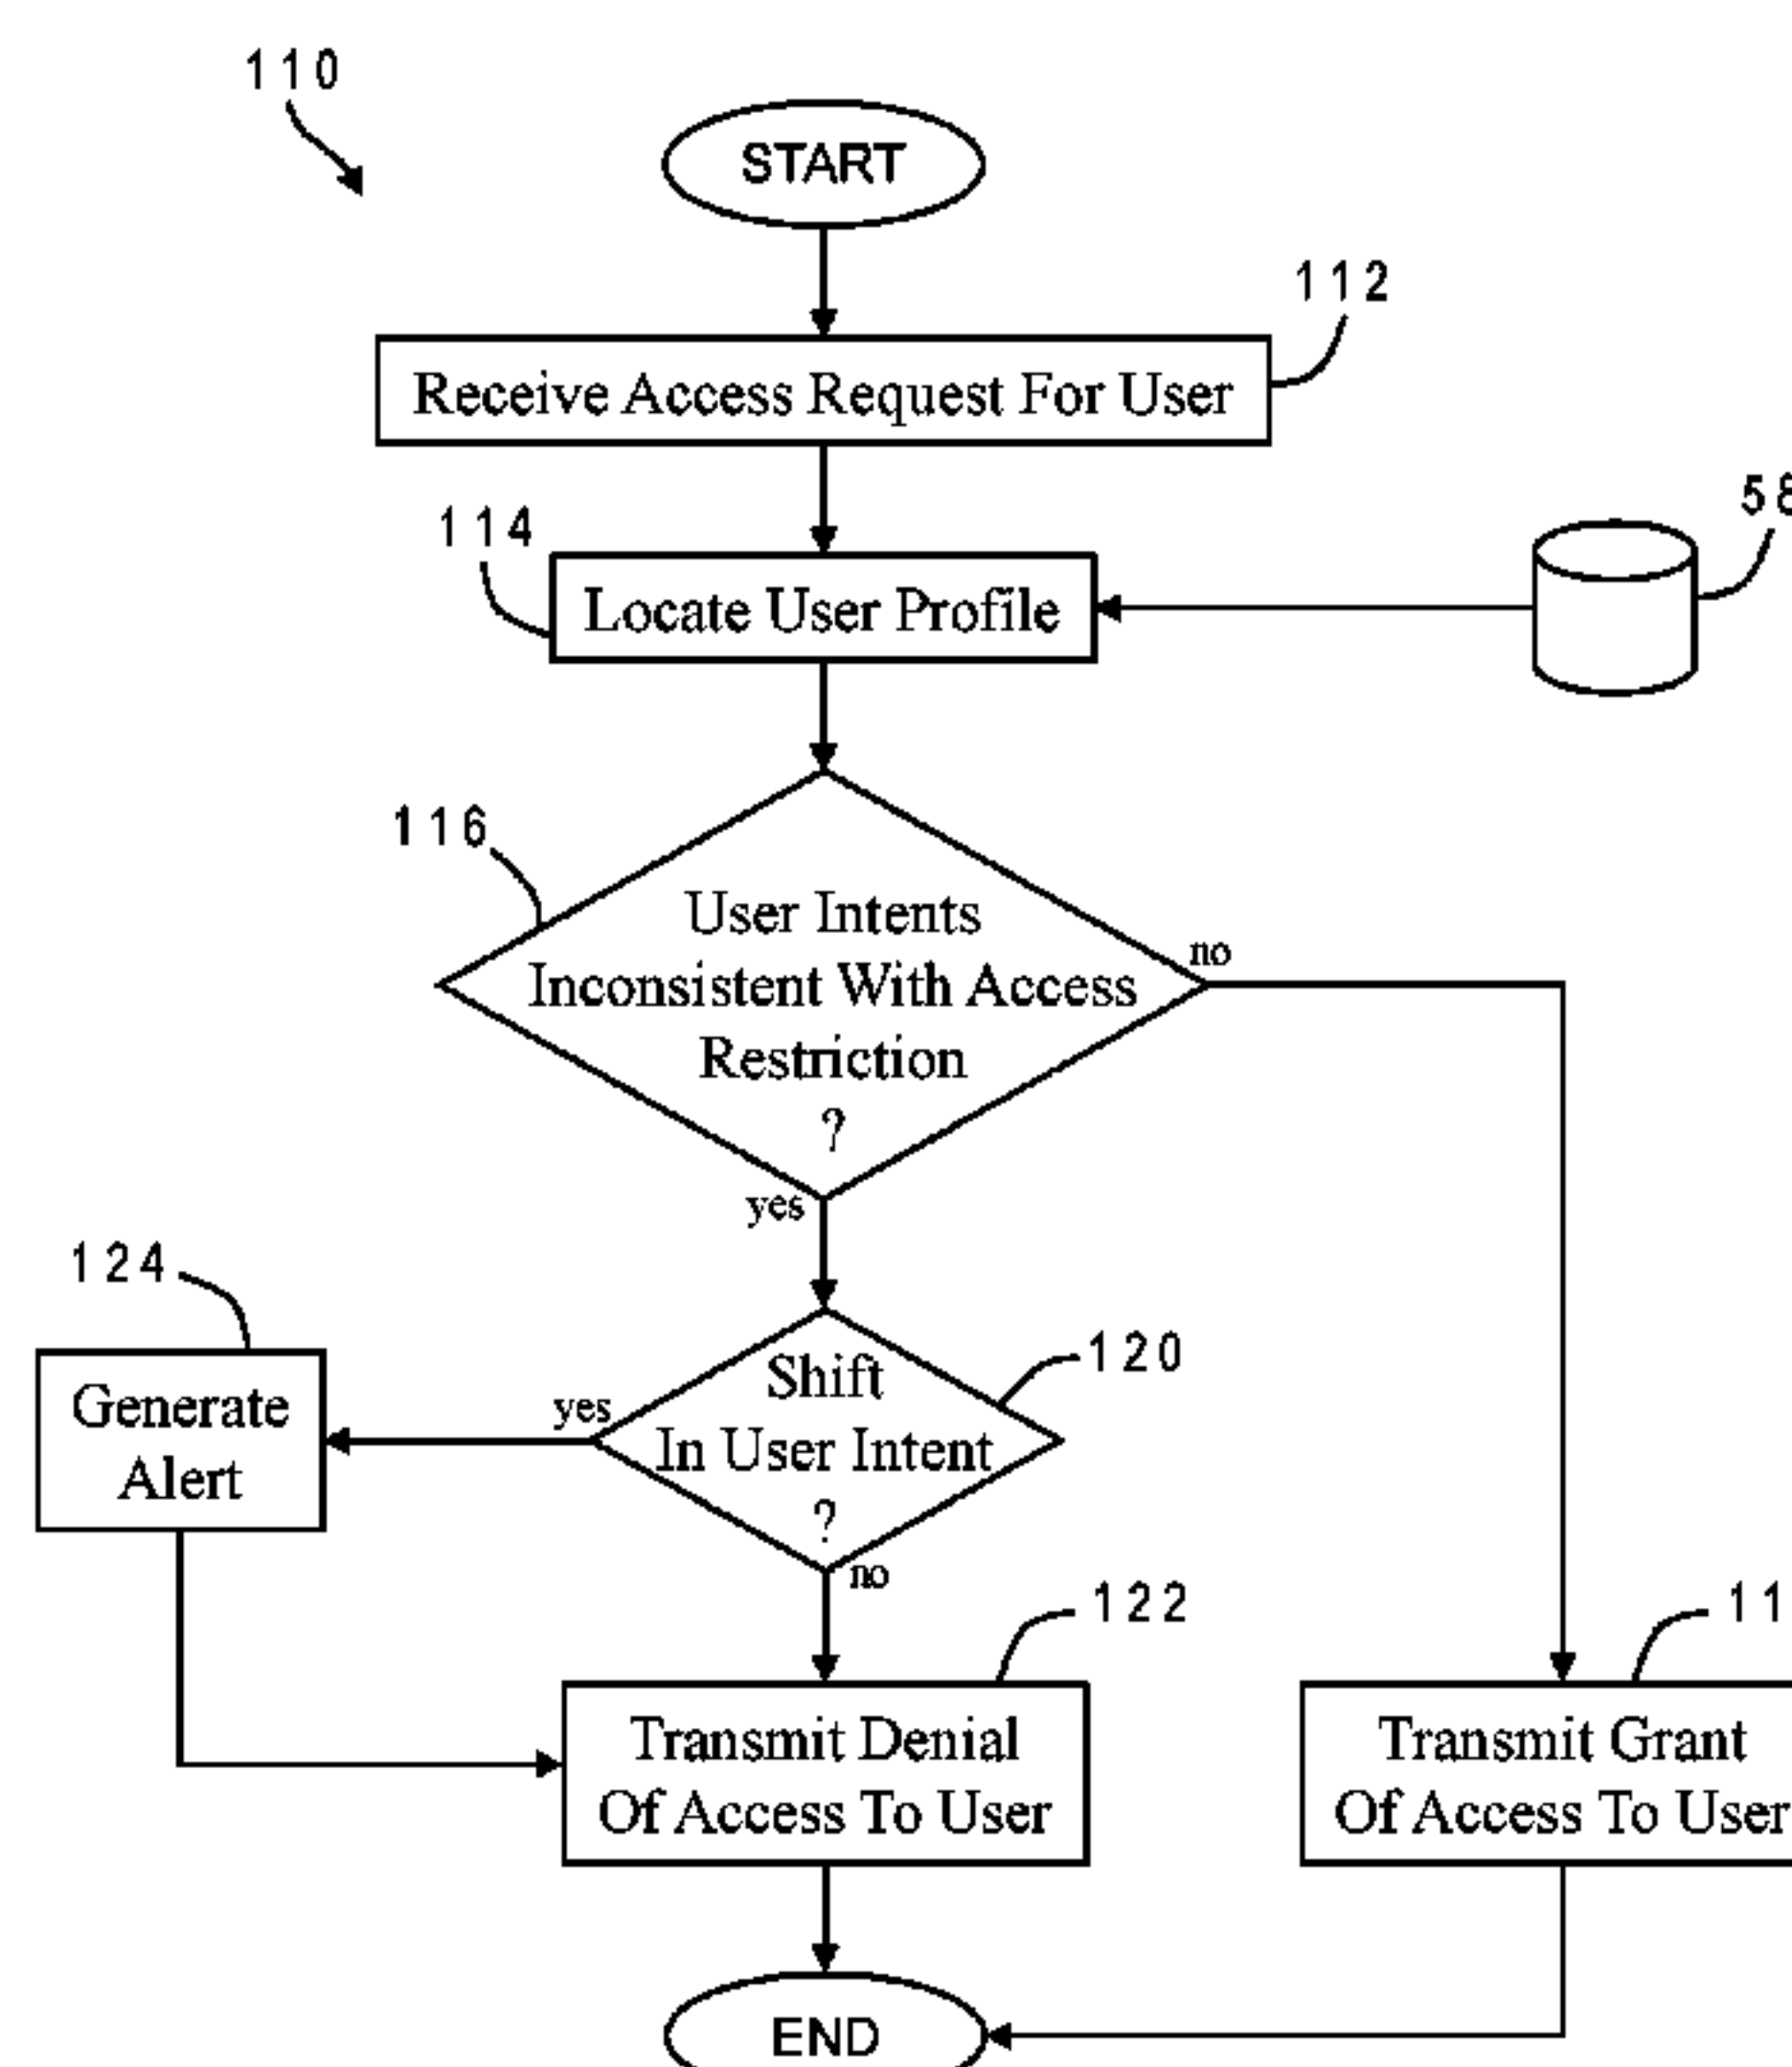 110
START
112
Receive Access Request For User
58
114
Locate User Profile
116
User Intents
Inconsistent With Access
Restriction
?
no
yes
124
120
Generate
Alert
yes
Shift
In User Intent
?
no
122
11
Transmit Denial
Of Access To User
Transmit Grant
Of Access To User
END